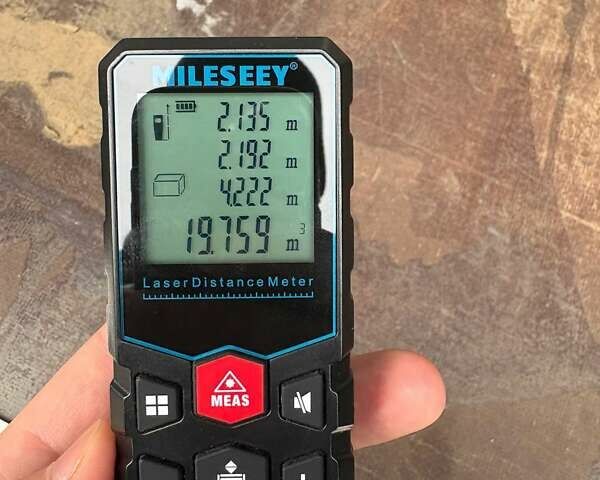 MILESEEY®
2.135 m
2.192 m
4.222 m
19.759 m³
Laser Distance Meter
MEAS